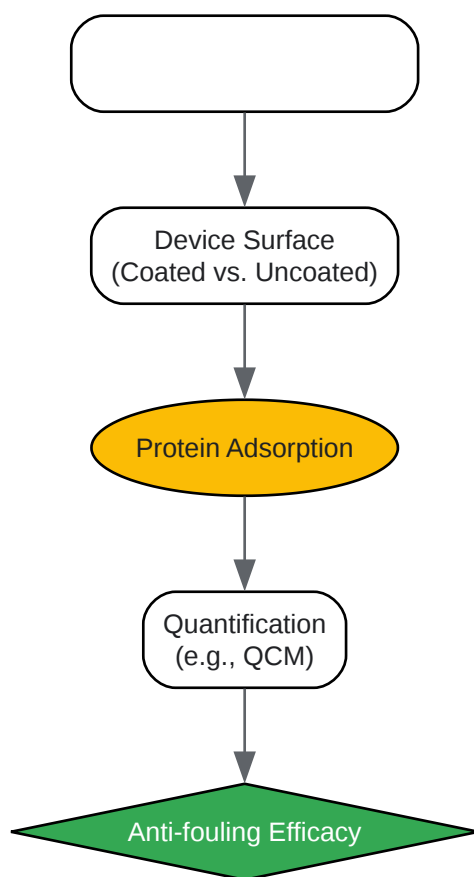 Device Surface
(Coated vs. Uncoated)
Protein Adsorption
Quantification
(e.g., QCM)
Anti-fouling Efficacy